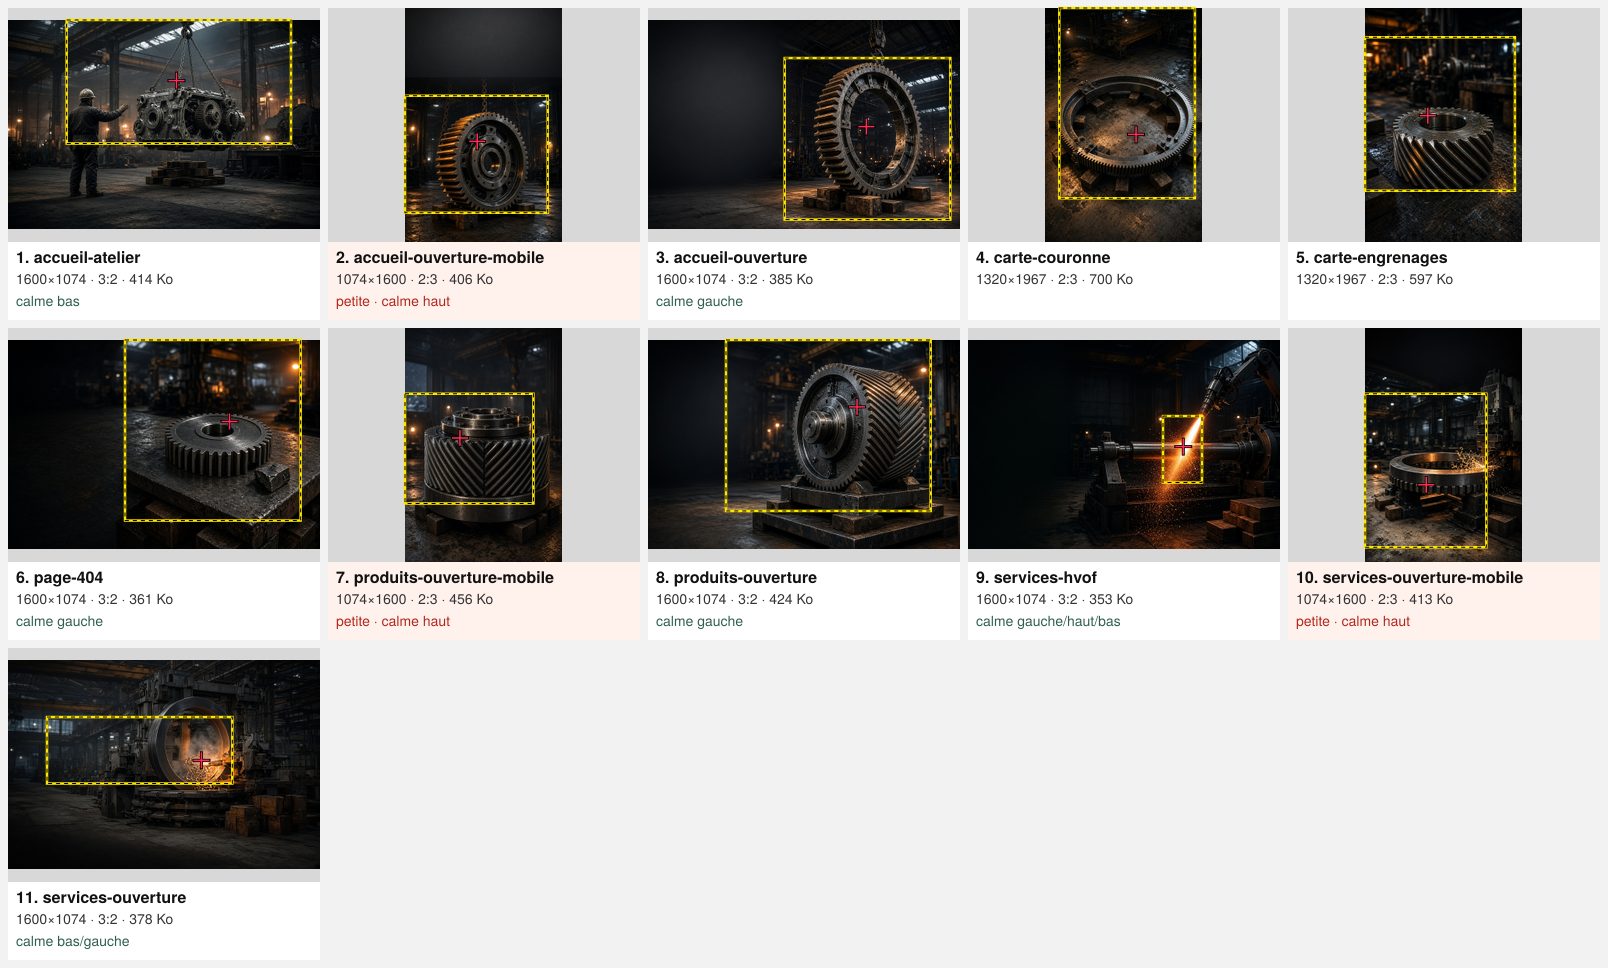 1. accueil-atelier
1600×1074 · 3:2 · 414 Ko
calme bas
2. accueil-ouverture-mobile
1074×1600 · 2:3 · 406 Ko
petite · calme haut
3. accueil-ouverture
1600×1074 · 3:2 · 385 Ko
calme gauche
4. carte-couronne
1320×1967 · 2:3 · 700 Ko
5. carte-engrenages
1320×1967 · 2:3 · 597 Ko
6. page-404
1600×1074 · 3:2 · 361 Ko
calme gauche
7. produits-ouverture-mobile
1074×1600 · 2:3 · 456 Ko
petite · calme haut
8. produits-ouverture
1600×1074 · 3:2 · 424 Ko
calme gauche
9. services-hvof
1600×1074 · 3:2 · 353 Ko
calme gauche/haut/bas
10. services-ouverture-mobile
1074×1600 · 2:3 · 413 Ko
petite · calme haut
11. services-ouverture
1600×1074 · 3:2 · 378 Ko
calme bas/gauche